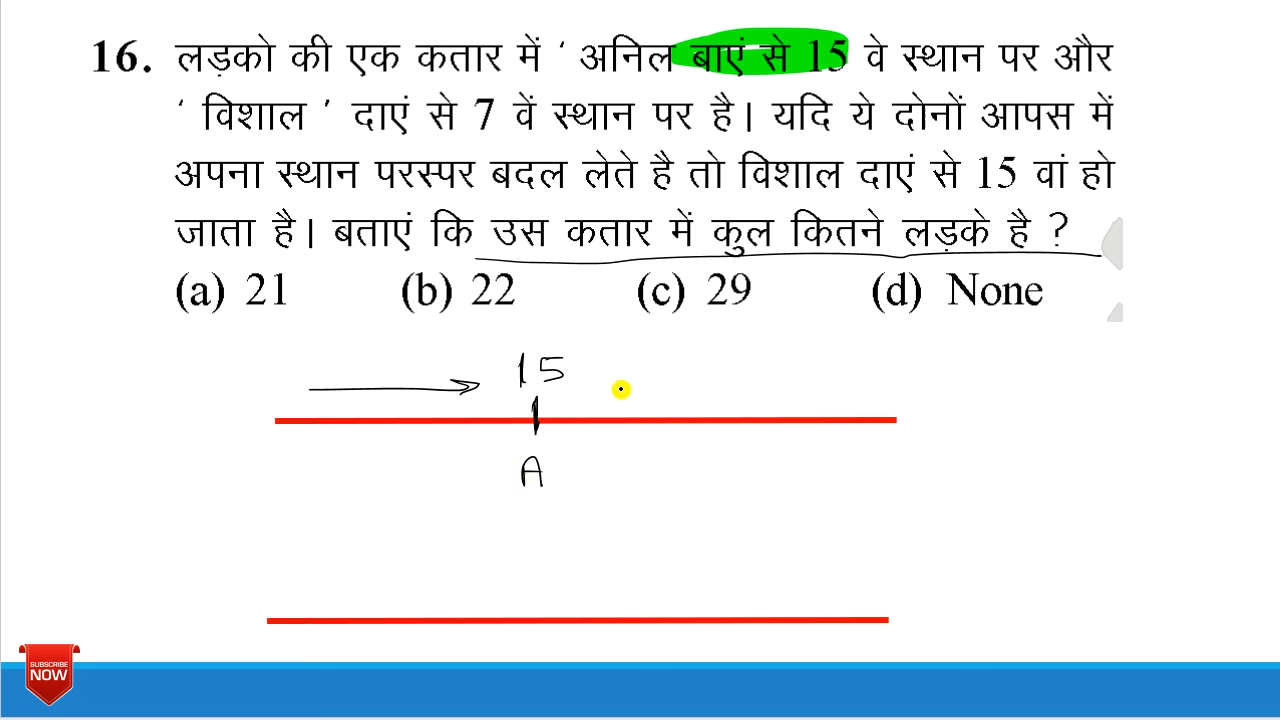 16. लड़को की एक कतार में ' अनिल बाएं से 15 वे स्थान पर और
' विशाल ' दाएं से 7 वें स्थान पर है। यदि ये दोनों आपस में
अपना स्थान परस्पर बदल लेते है तो विशाल दाएं से 15 वां हो
जाता है। बताएं कि उस कतार में कुल कितने लड़के है ?
(a) 21 (b) 22 (c) 29 (d) None
15
A
SUBSCRIBE
NOW